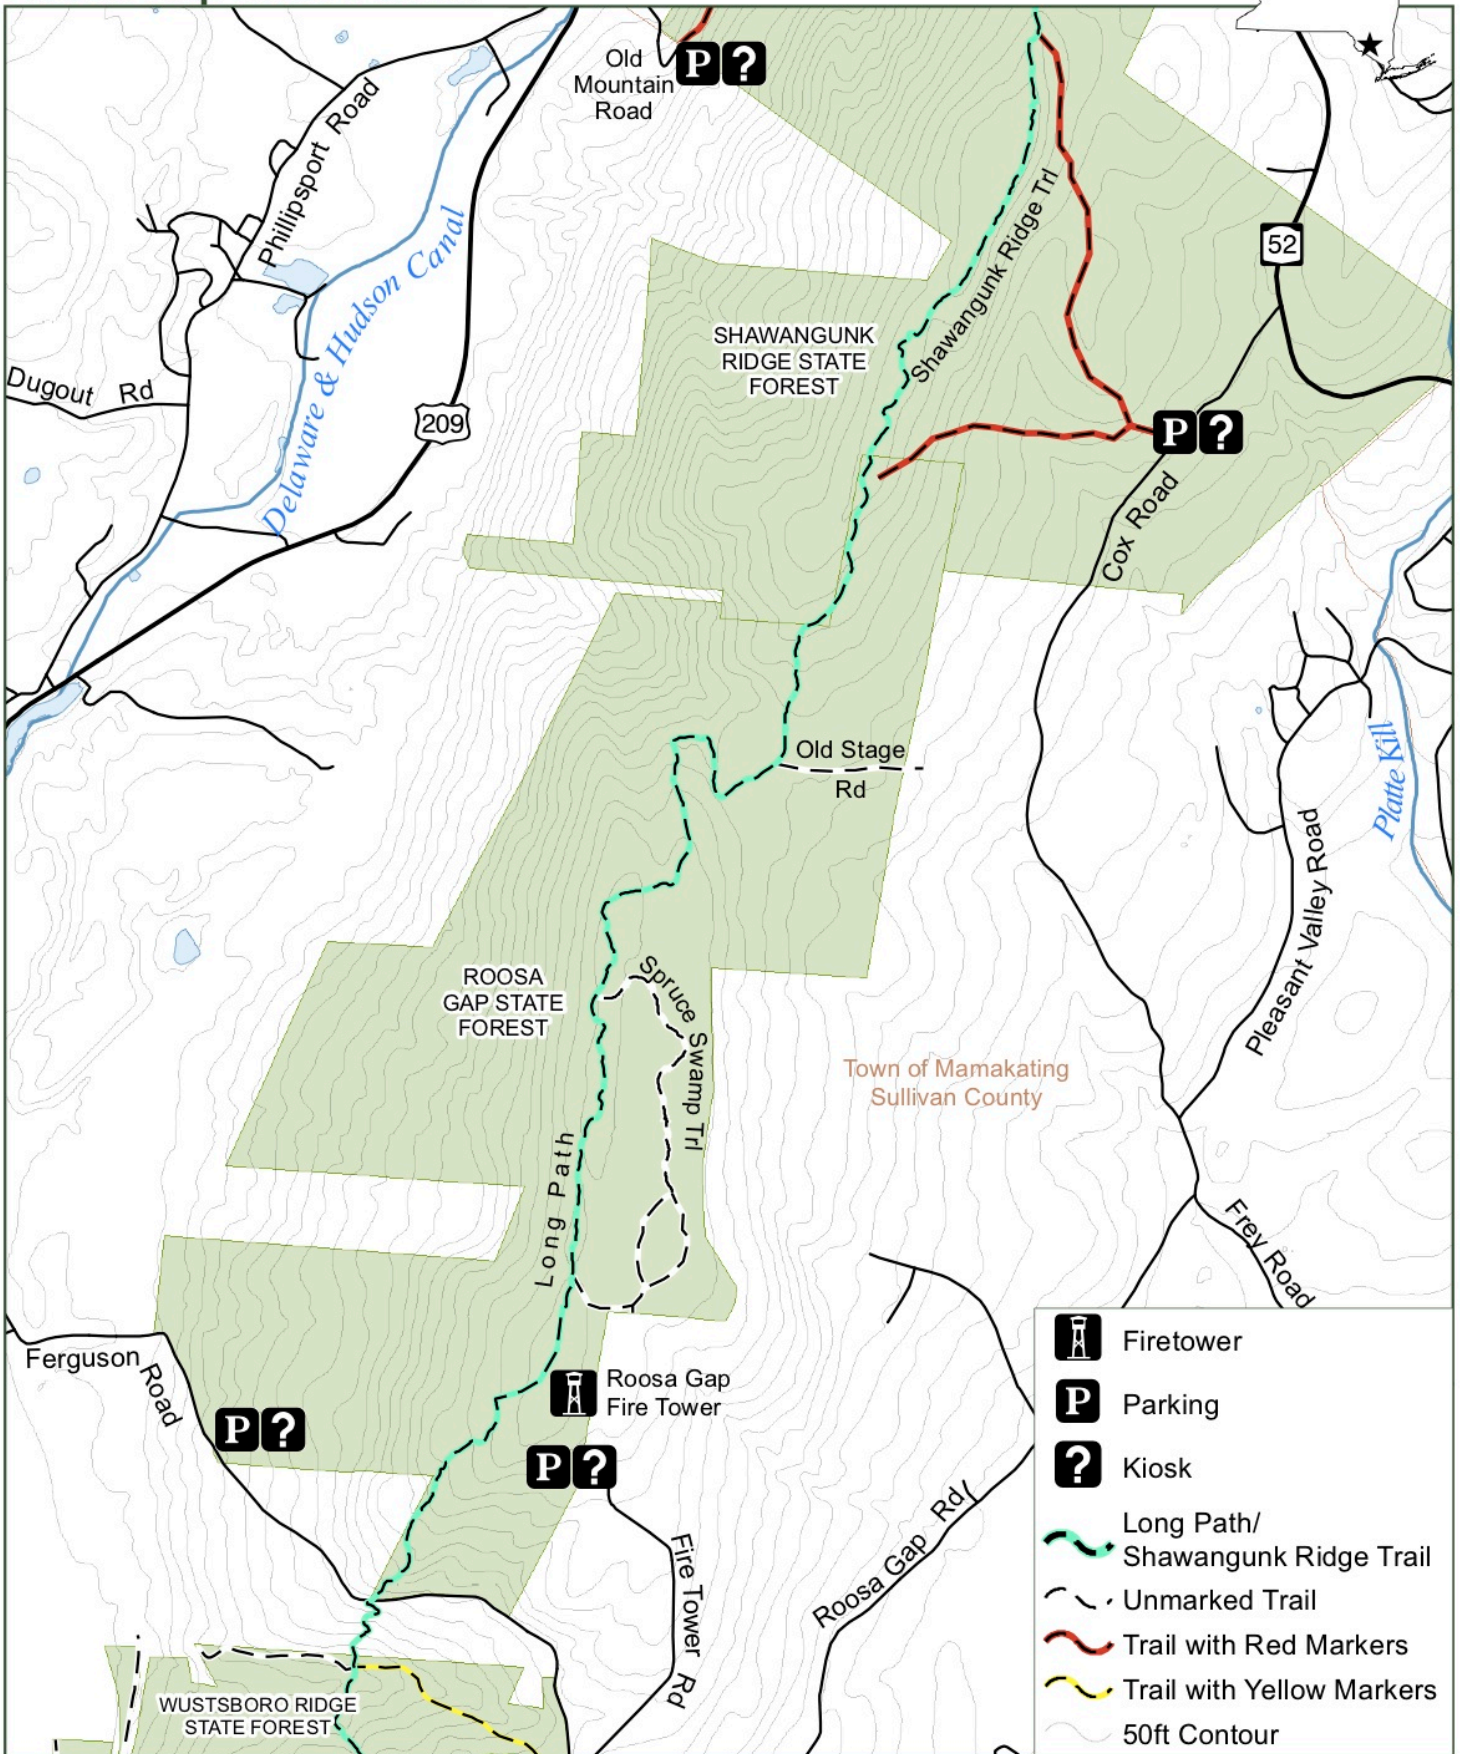 Old
Mountain
Road
P ?
Phillipsport Road
Delaware & Hudson Canal
Shawangunk Ridge Trl
52
SHAWANGUNK
RIDGE STATE
FOREST
Dugout Rd
209
P ?
Cox Road
Old Stage
Rd
Platte Kill
Pleasant Valley Road
ROOSA
GAP STATE
FOREST
Spruce Swamp Trl
Town of Mamakating
Sullivan County
Long Path
Frey Road
Ferguson
Road
P ?
Roosa Gap
Fire Tower
P ?
Fire Tower Rd
Roosa Gap Rd
WUSTSBORO RIDGE
STATE FOREST
Firetower
P Parking
? Kiosk
Long Path/
Shawangunk Ridge Trail
Unmarked Trail
Trail with Red Markers
Trail with Yellow Markers
50ft Contour